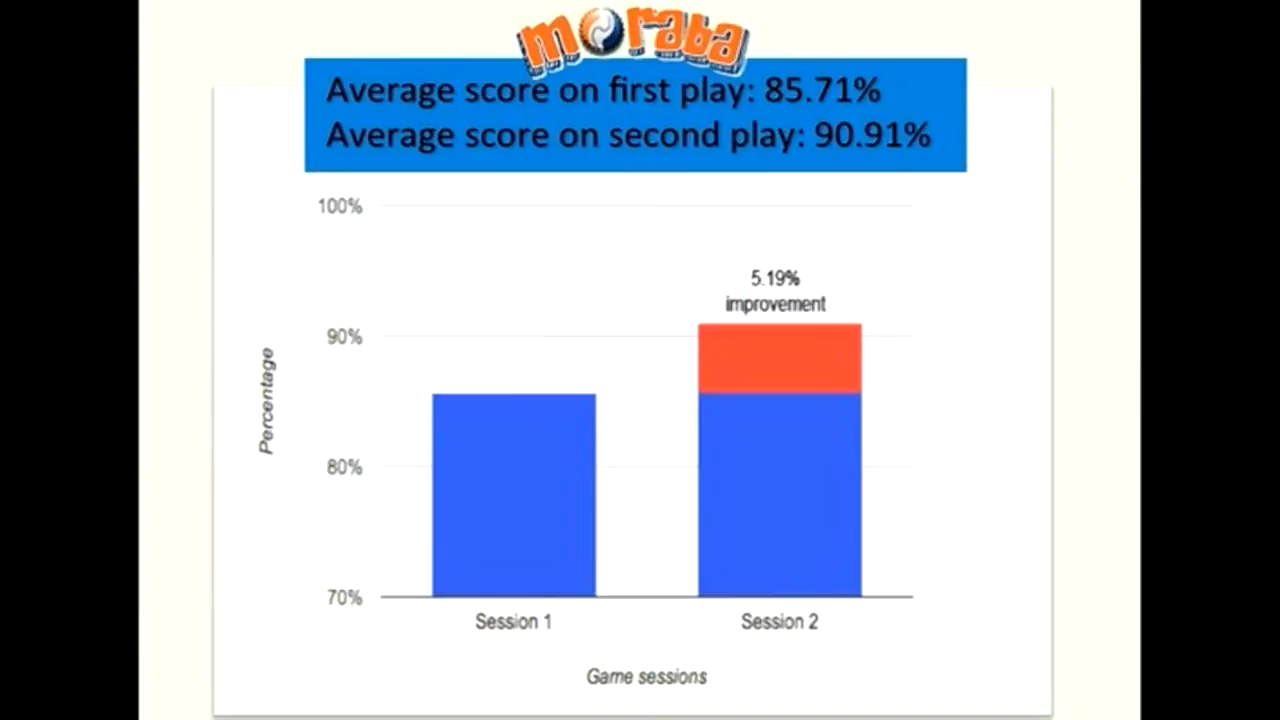 moraba
Average score on first play: 85.71%
Average score on second play: 90.91%
100%
5.19%
improvement
90%
Percentage
80%
70%
Session 1
Session 2
Game sessions